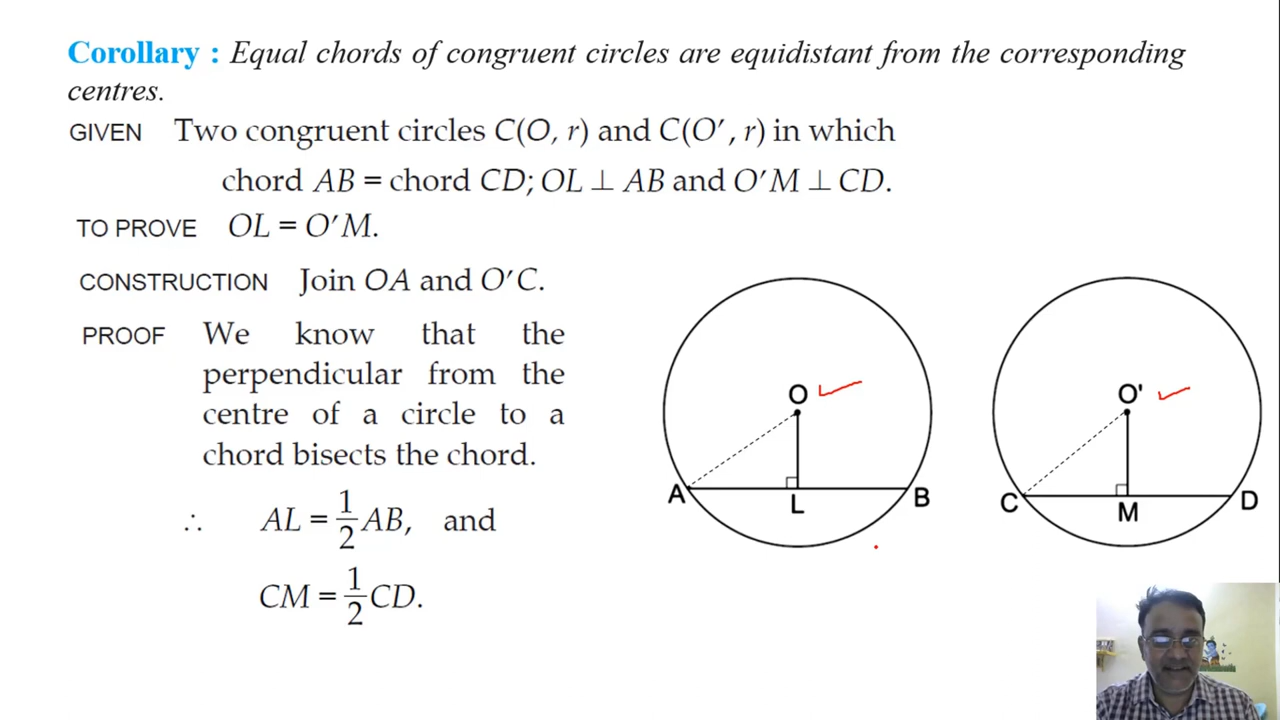 Corollary : Equal chords of congruent circles are equidistant from the corresponding
centres.
GIVEN Two congruent circles C(O, r) and C(O′, r) in which
chord AB = chord CD; OL ⊥ AB and O′M ⊥ CD.
TO PROVE OL = O′M.
CONSTRUCTION Join OA and O′C.
PROOF We know that the
perpendicular from the
centre of a circle to a
chord bisects the chord.
∴ AL = 1/2 AB, and
CM = 1/2 CD.
O
A
L
B
O'
C
M
D